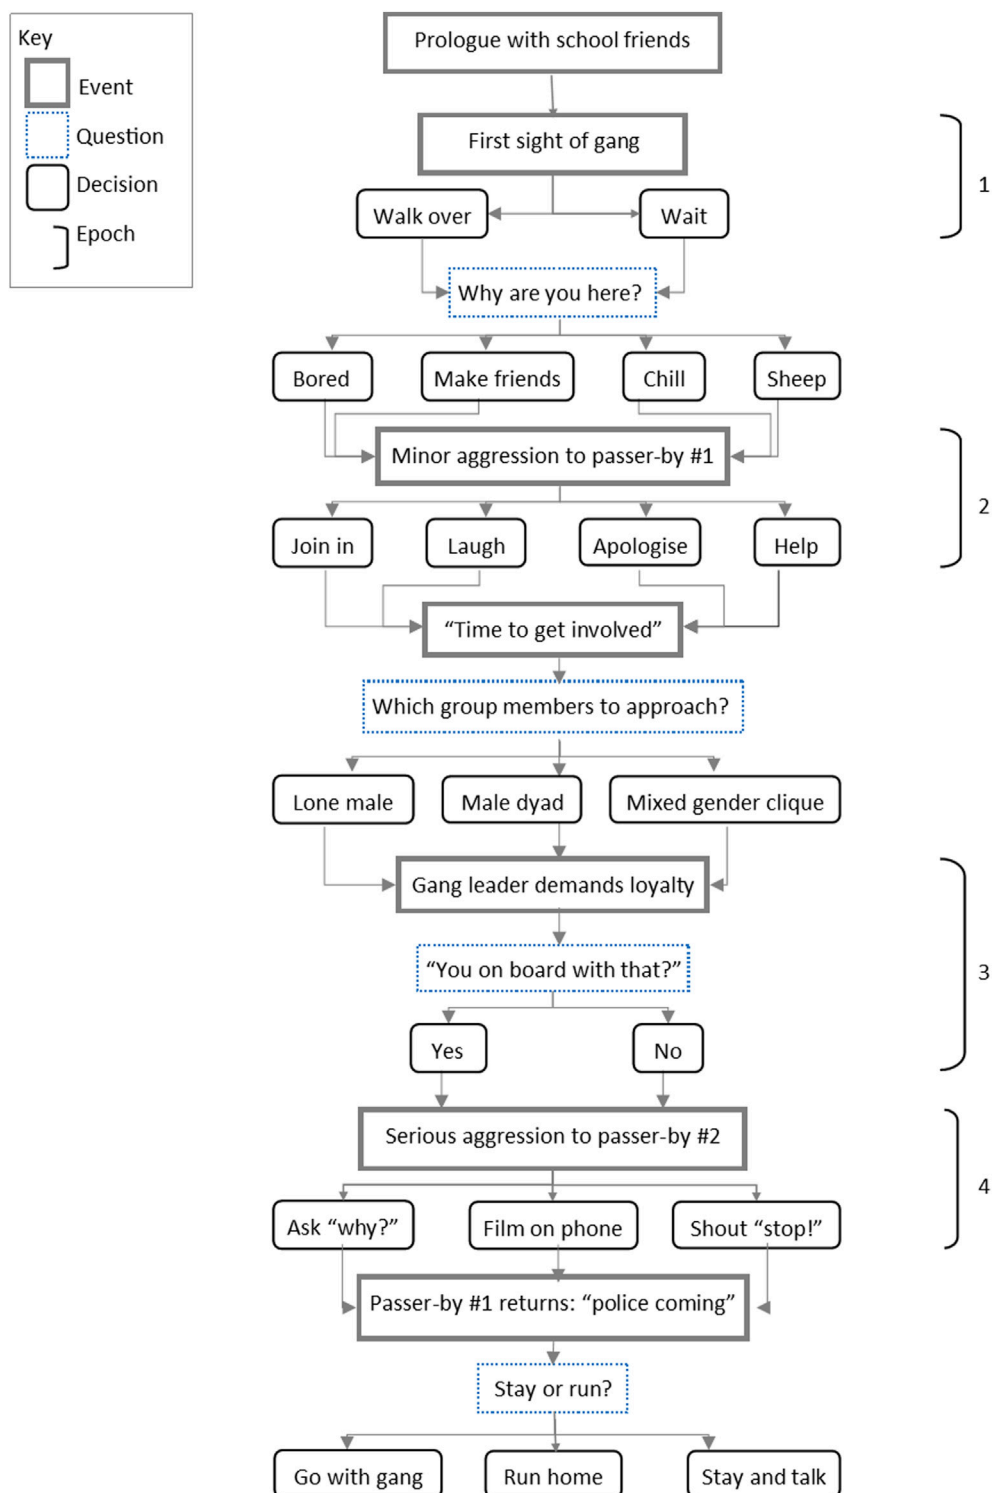 Key
Event
Question
Decision
Epoch
Prologue with school friends
First sight of gang
Walk over
Wait
1
Why are you here?
Bored
Make friends
Chill
Sheep
Minor aggression to passer-by #1
Join in
Laugh
Apologise
Help
2
“Time to get involved”
Which group members to approach?
Lone male
Male dyad
Mixed gender clique
Gang leader demands loyalty
“You on board with that?”
Yes
No
3
Serious aggression to passer-by #2
Ask “why?”
Film on phone
Shout “stop!”
4
Passer-by #1 returns: “police coming”
Stay or run?
Go with gang
Run home
Stay and talk